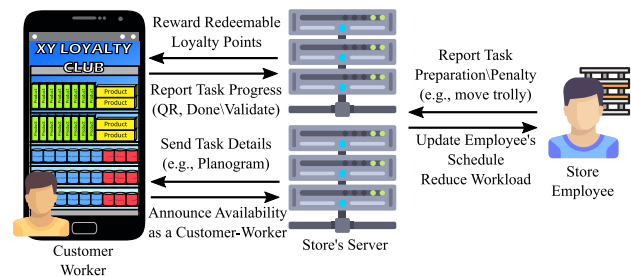 XY LOYALTY
CLUB
Product
Product
Product
Product
Reward Redeemable
Loyalty Points
Report Task Progress
(QR, Done\Validate)
Send Task Details
(e.g., Planogram)
Announce Availability
as a Customer-Worker
Customer
Worker
Store's Server
Report Task
Preparation\Penalty
(e.g., move trolly)
Update Employee's
Schedule
Reduce Workload
Store
Employee